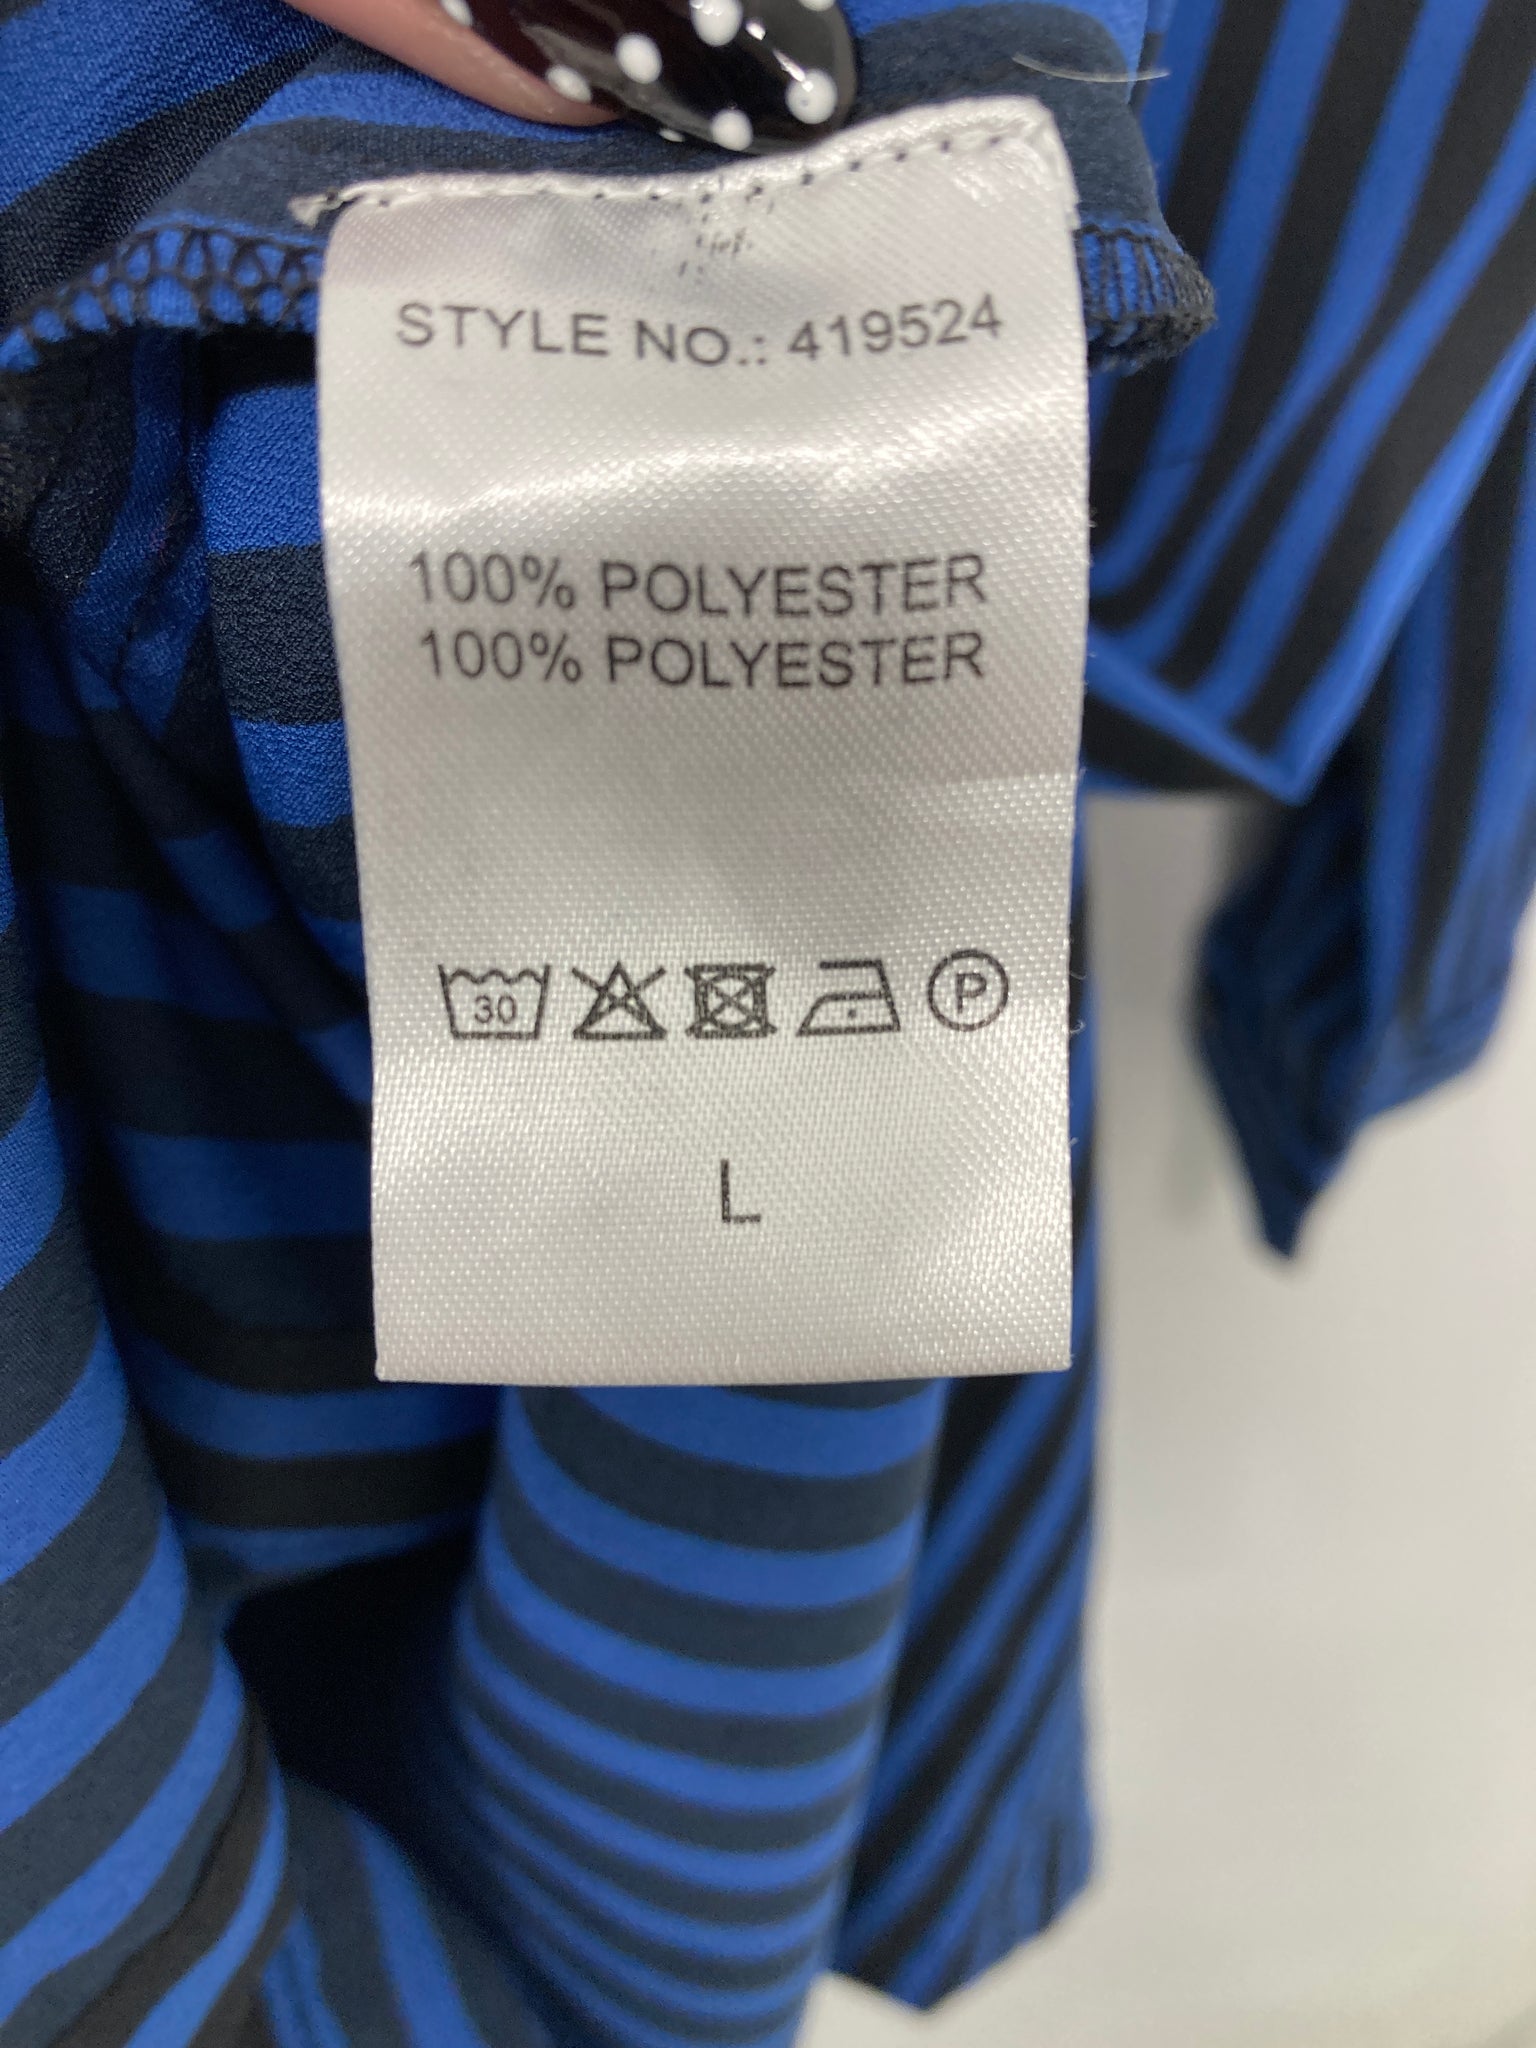 STYLE NO.: 419524
100% POLYESTER
100% POLYESTER
30 P
L